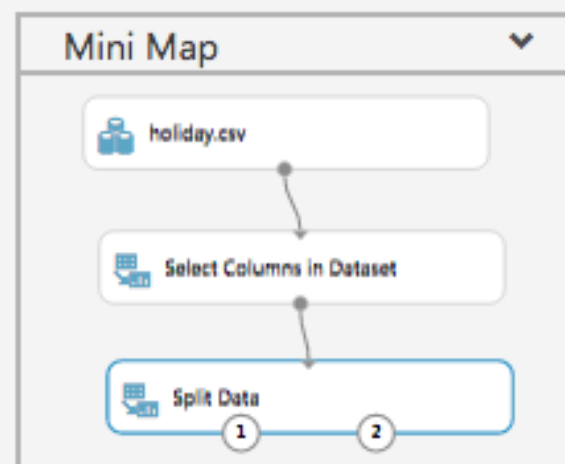 Mini Map
holiday.csv
Select Columns in Dataset
Split Data
1 2